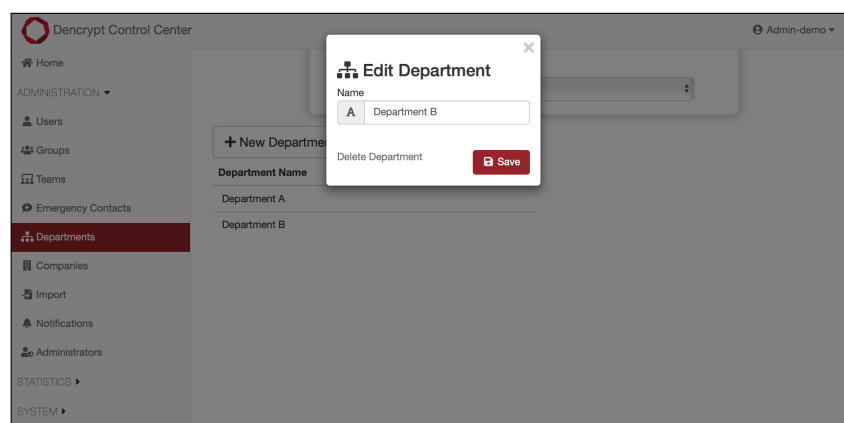 Dencrypt Control Center
Admin-demo
Home
ADMINISTRATION
Users
Groups
Teams
Emergency Contacts
Departments
Companies
Import
Notifications
Administrators
STATISTICS
SYSTEM
×
Edit Department
Name
A Department B
Delete Department
Save
+ New
Department Name
Department A
Department B